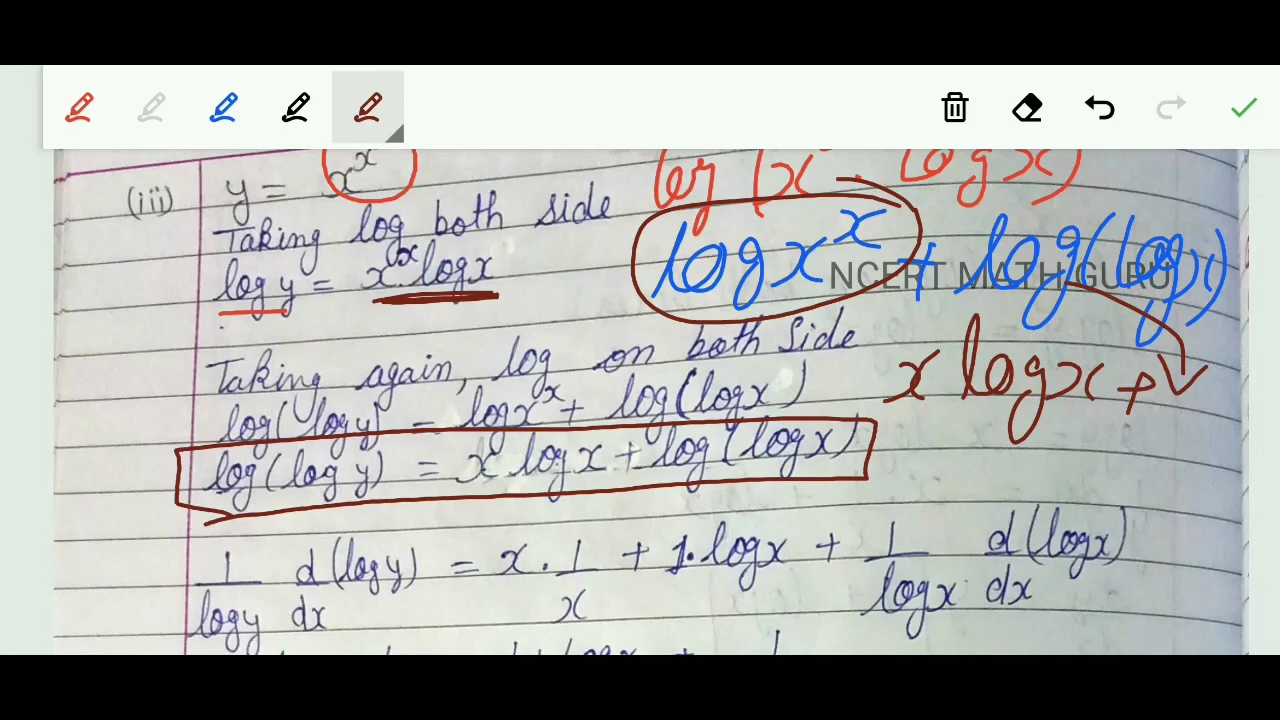 (iii) y = x^x
Taking log both side
log y = x^x. log x
Taking again, log on both side
log(log y) = log x^x + log(log x)
log(log y) = x log x + log(log x)
1/log y d(log y)/dx = x . 1/x + 1. log x + 1/log x d(log x)/dx
log x^x + log(log x)
NCERT MATH GURU
x log x +